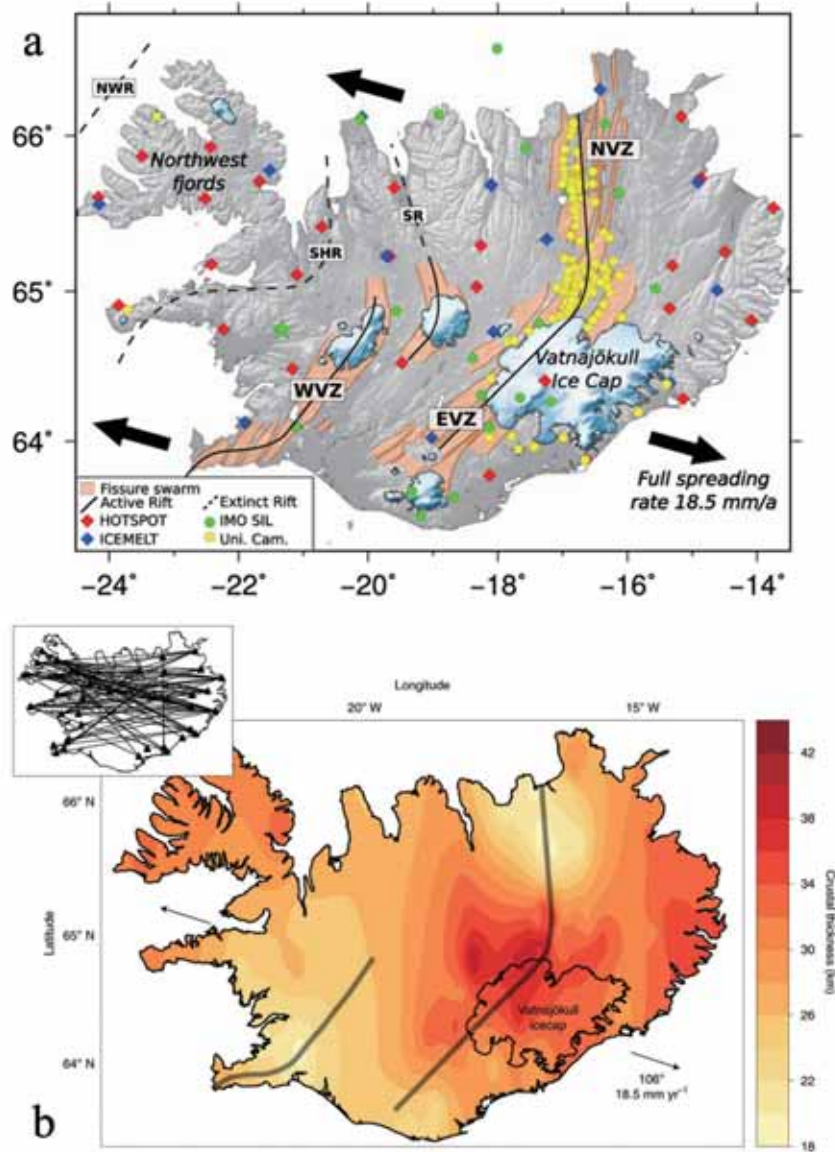 a
NWR
66°
65°
64°
Northwest
fjords
SHR
SR
NVZ
WVZ
EVZ
Vatnajökull
Ice Cap
Full spreading
rate 18.5 mm/a
Fissure swarm
Active Rift
Extinct Rift
HOTSPOT
IMO SIL
ICEMELT
Uni. Cam.
−24°
−22°
−20°
−18°
−16°
−14°
Longitude
20° W
15° W
66° N
65° N
64° N
Latitude
Vatnajökull
icecap
106°
18.5 mm yr⁻¹
42
38
34
30
26
22
18
Crustal thickness (km)
b